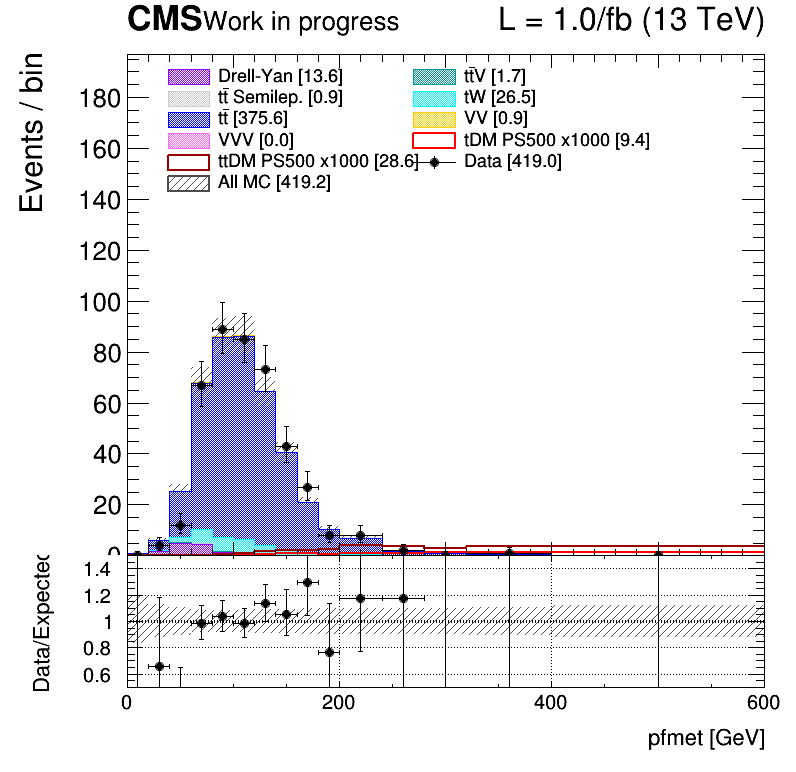 CMS Work in progress L = 1.0/fb (13 TeV)
Events / bin
Drell-Yan [13.6] tt̄V [1.7]
tt̄ Semilep. [0.9] tW [26.5]
tt̄ [375.6] VV [0.9]
VVV [0.0] tDM PS500 x1000 [9.4]
ttDM PS500 x1000 [28.6] Data [419.0]
All MC [419.2]
180
160
140
120
100
80
60
40
20
0
Data/Expected
1.4
1.2
1
0.8
0.6
0 200 400 600
pfmet [GeV]